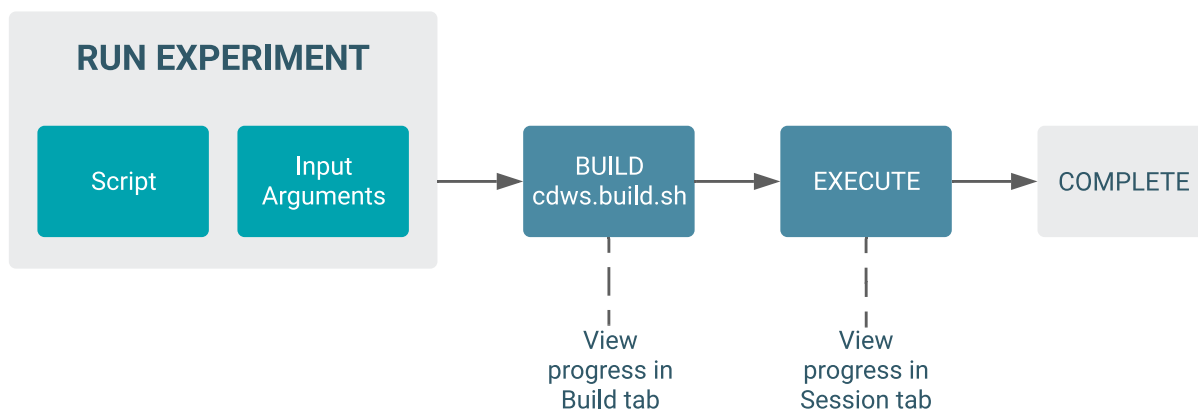 RUN EXPERIMENT
Script
Input
Arguments
BUILD
cdws.build.sh
EXECUTE
COMPLETE
View
progress in
Build tab
View
progress in
Session tab